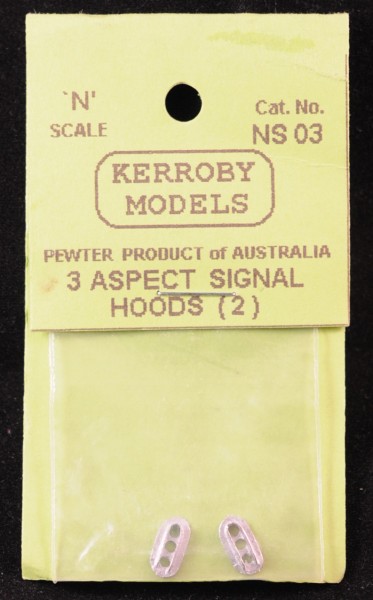 'N'
SCALE
Cat. No.
NS 03
KERROBY
MODELS
PEWTER PRODUCT of AUSTRALIA
3 ASPECT SIGNAL
HOODS (2)